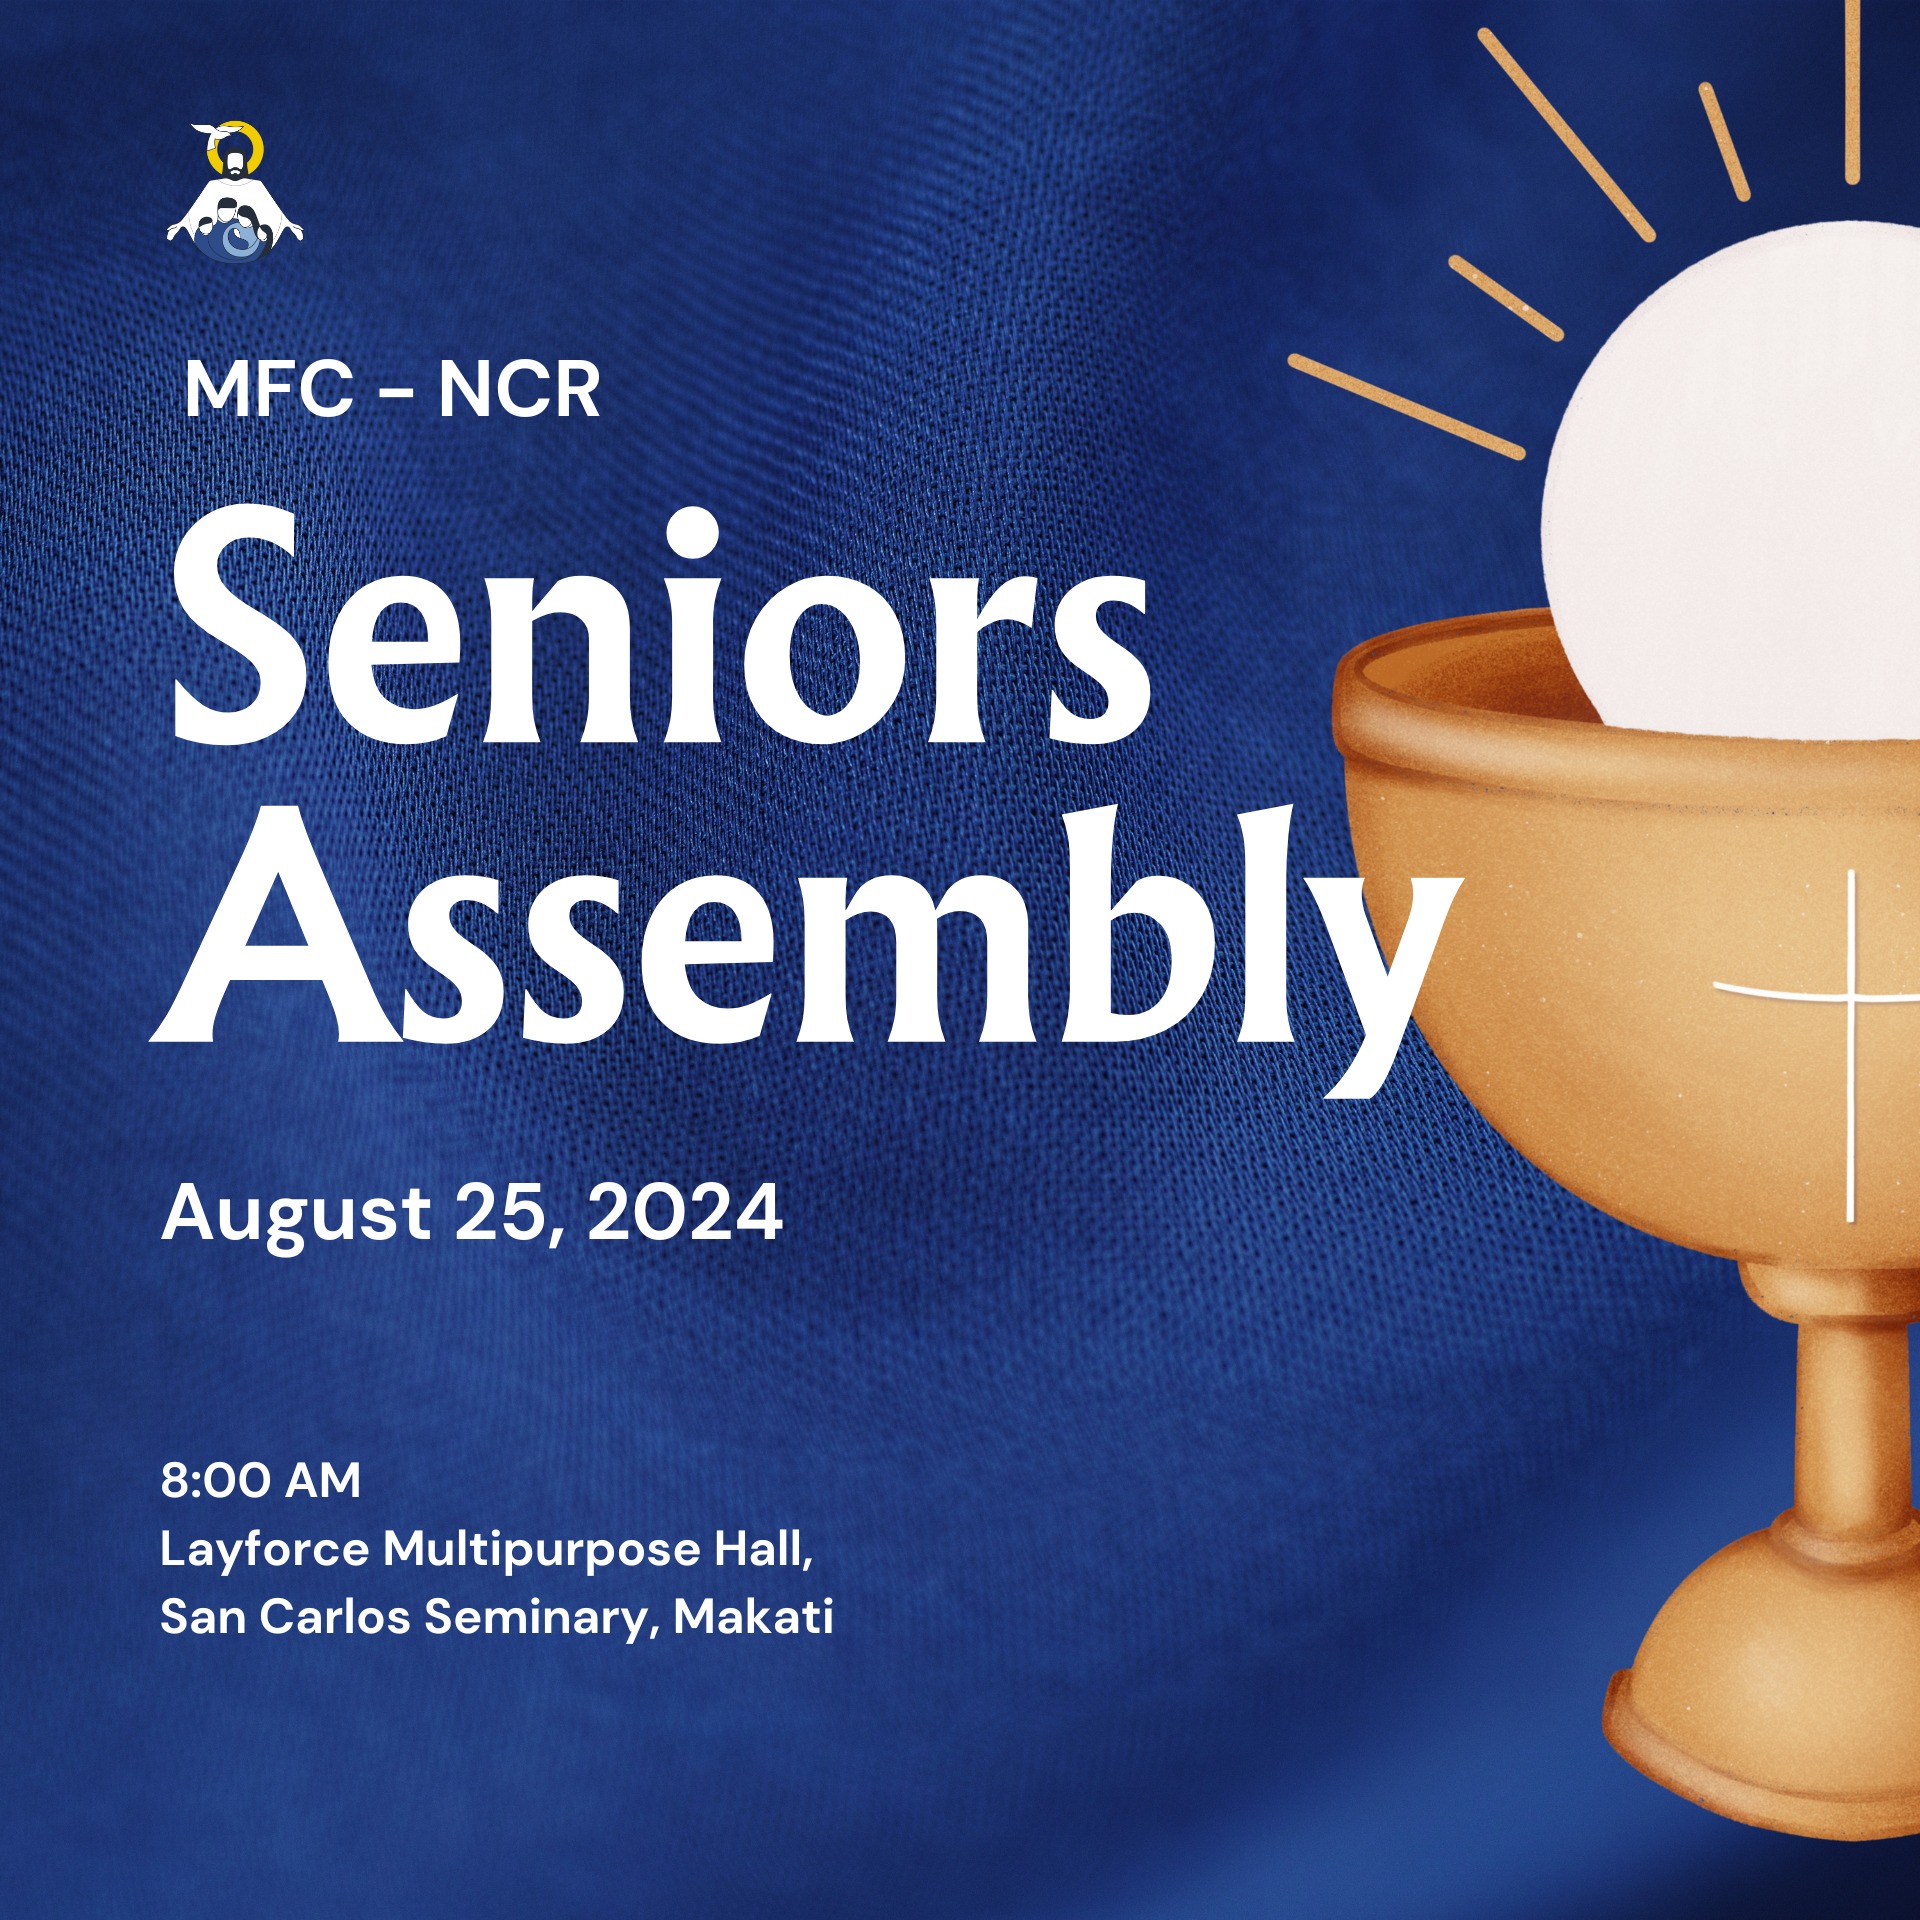 MFC - NCR
Seniors
Assembly
August 25, 2024
8:00 AM
Layforce Multipurpose Hall,
San Carlos Seminary, Makati